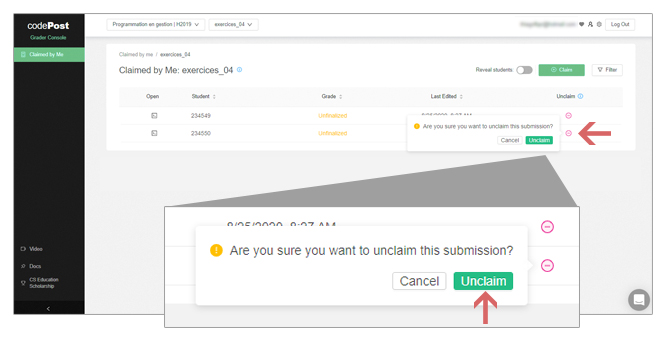 codePost
Grader Console
Claimed by Me
Video
Docs
CS Education
Scholarship
Programmation en gestion | H2019
exercices_04
Log Out
Claimed by me / exercices_04
Claimed by Me: exercices_04
Reveal students:
Claim
Filter
Open Student Grade Last Edited Unclaim
234549 Unfinalized
234550 Unfinalized
Are you sure you want to unclaim this submission?
Cancel Unclaim
8/25/2020, 8:27 AM
Are you sure you want to unclaim this submission?
Cancel Unclaim